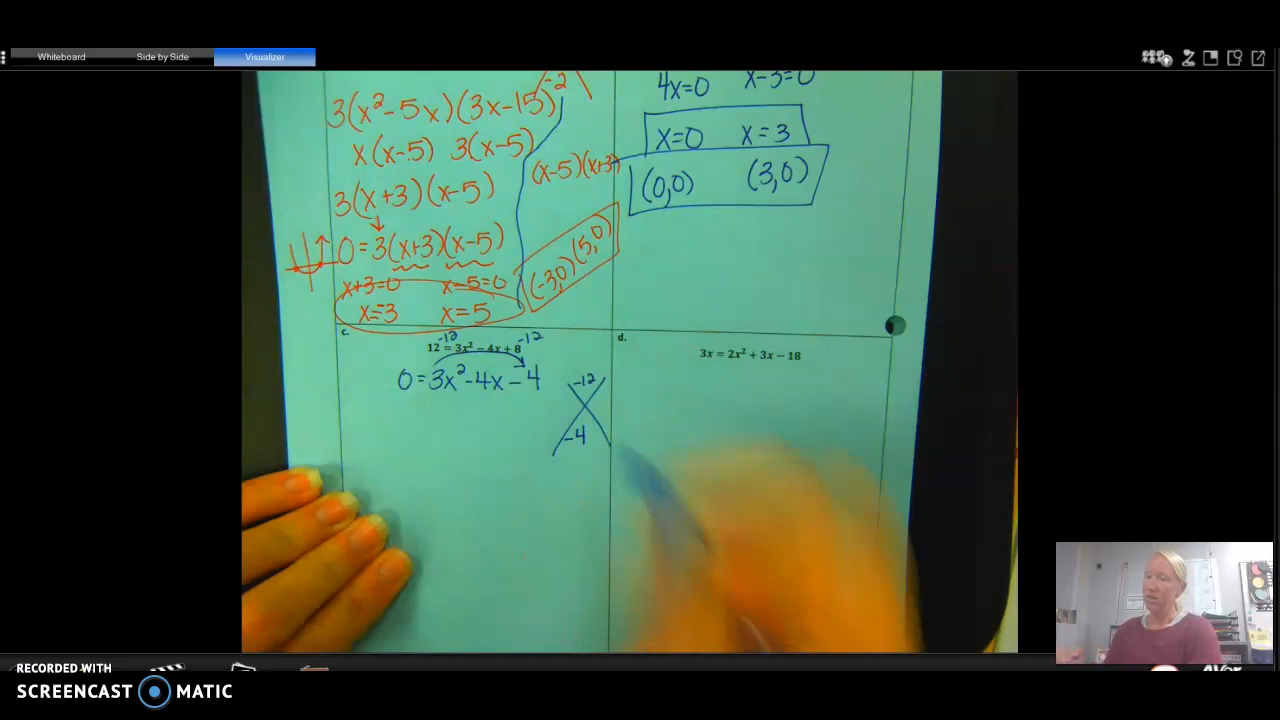 Whiteboard Side by Side Visualizer
3(x²-5x)(3x-15)
-2
x(x-5) 3(x-5)
(x-5)(x+3)
3(x+3)(x-5)
0=3(x+3)(x-5)
x+3=0 x-5=0
x=-3 x=5
(-3,0)(5,0)
4x=0 x-3=0
x=0 x=3
(0,0) (3,0)
c.
-12 -12
12 = 3x² - 4x + 8
0=3x²-4x-4
-12
-4
d.
3x = 2x² + 3x - 18
RECORDED WITH
SCREENCAST MATIC